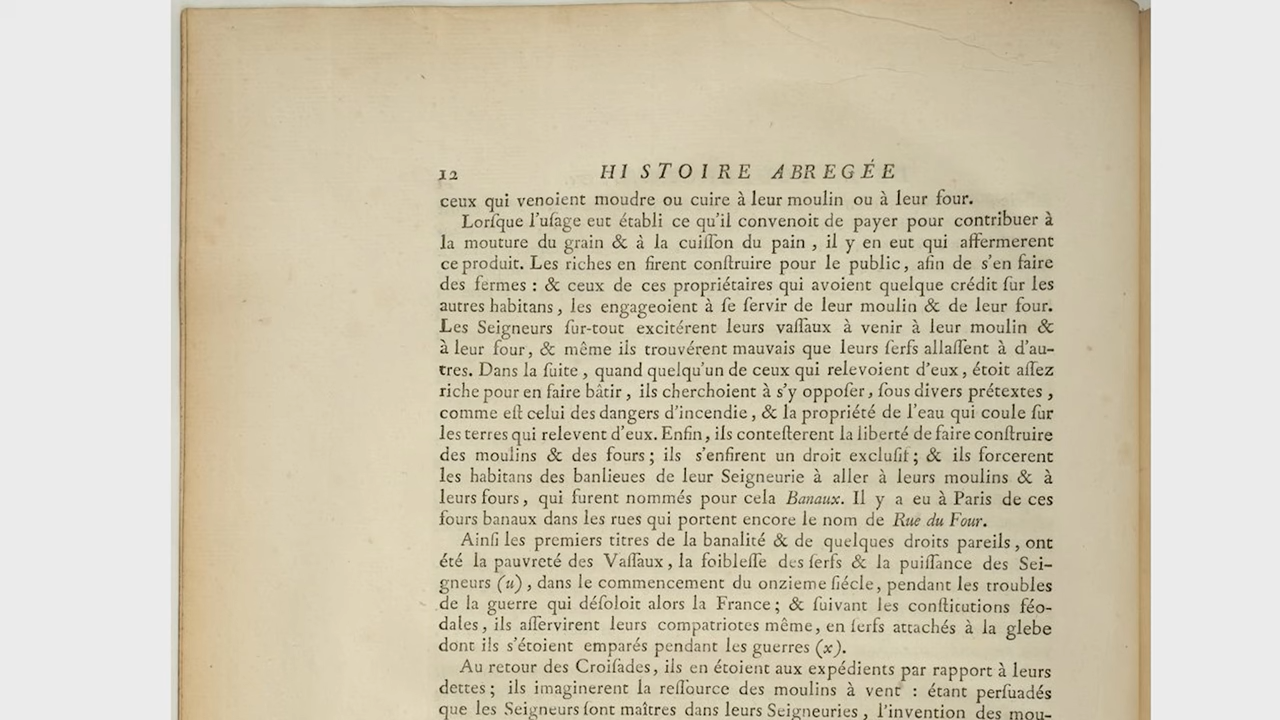 12 HISTOIRE ABREGÉE
ceux qui venoient moudre ou cuire à leur moulin ou à leur four.
Lorſque l'uſage eut établi ce qu'il convenoit de payer pour contribuer à
la mouture du grain & à la cuiſſon du pain, il y en eut qui affermerent
ce produit. Les riches en firent conſtruire pour le public, afin de s'en faire
des fermes : & ceux de ces propriétaires qui avoient quelque crédit ſur les
autres habitans, les engageoient à ſe ſervir de leur moulin & de leur four.
Les Seigneurs ſur-tout excitérent leurs vaſſaux à venir à leur moulin &
à leur four, & même ils trouvérent mauvais que leurs ſerfs allaſſent à d'au-
tres. Dans la ſuite, quand quelqu'un de ceux qui relevoient d'eux, étoit aſſez
riche pour en faire bâtir, ils cherchoient à s'y oppoſer, ſous divers prétextes,
comme eſt celui des dangers d'incendie, & la propriété de l'eau qui coule ſur
les terres qui relevent d'eux. Enfin, ils conteſterent la liberté de faire conſtruire
des moulins & des fours; ils s'enfirent un droit excluſif; & ils forcerent
les habitans des banlieues de leur Seigneurie à aller à leurs moulins & à
leurs fours, qui furent nommés pour cela Banaux. Il y a eu à Paris de ces
fours banaux dans les rues qui portent encore le nom de Rue du Four.
Ainſi les premiers titres de la banalité & de quelques droits pareils, ont
été la pauvreté des Vaſſaux, la foibleſſe des ſerfs & la puiſſance des Sei-
gneurs (u), dans le commencement du onzieme ſiécle, pendant les troubles
de la guerre qui déſoloit alors la France; & ſuivant les conſtitutions féo-
dales, ils aſſervirent leurs compatriotes même, en ſerfs attachés à la glebe
dont ils s'étoient emparés pendant les guerres (x).
Au retour des Croiſades, ils en étoient aux expédients par rapport à leurs
dettes; ils imaginerent la reſſource des moulins à vent : étant perſuadés
que les Seigneurs ſont maîtres dans leurs Seigneuries, l'invention des mou-